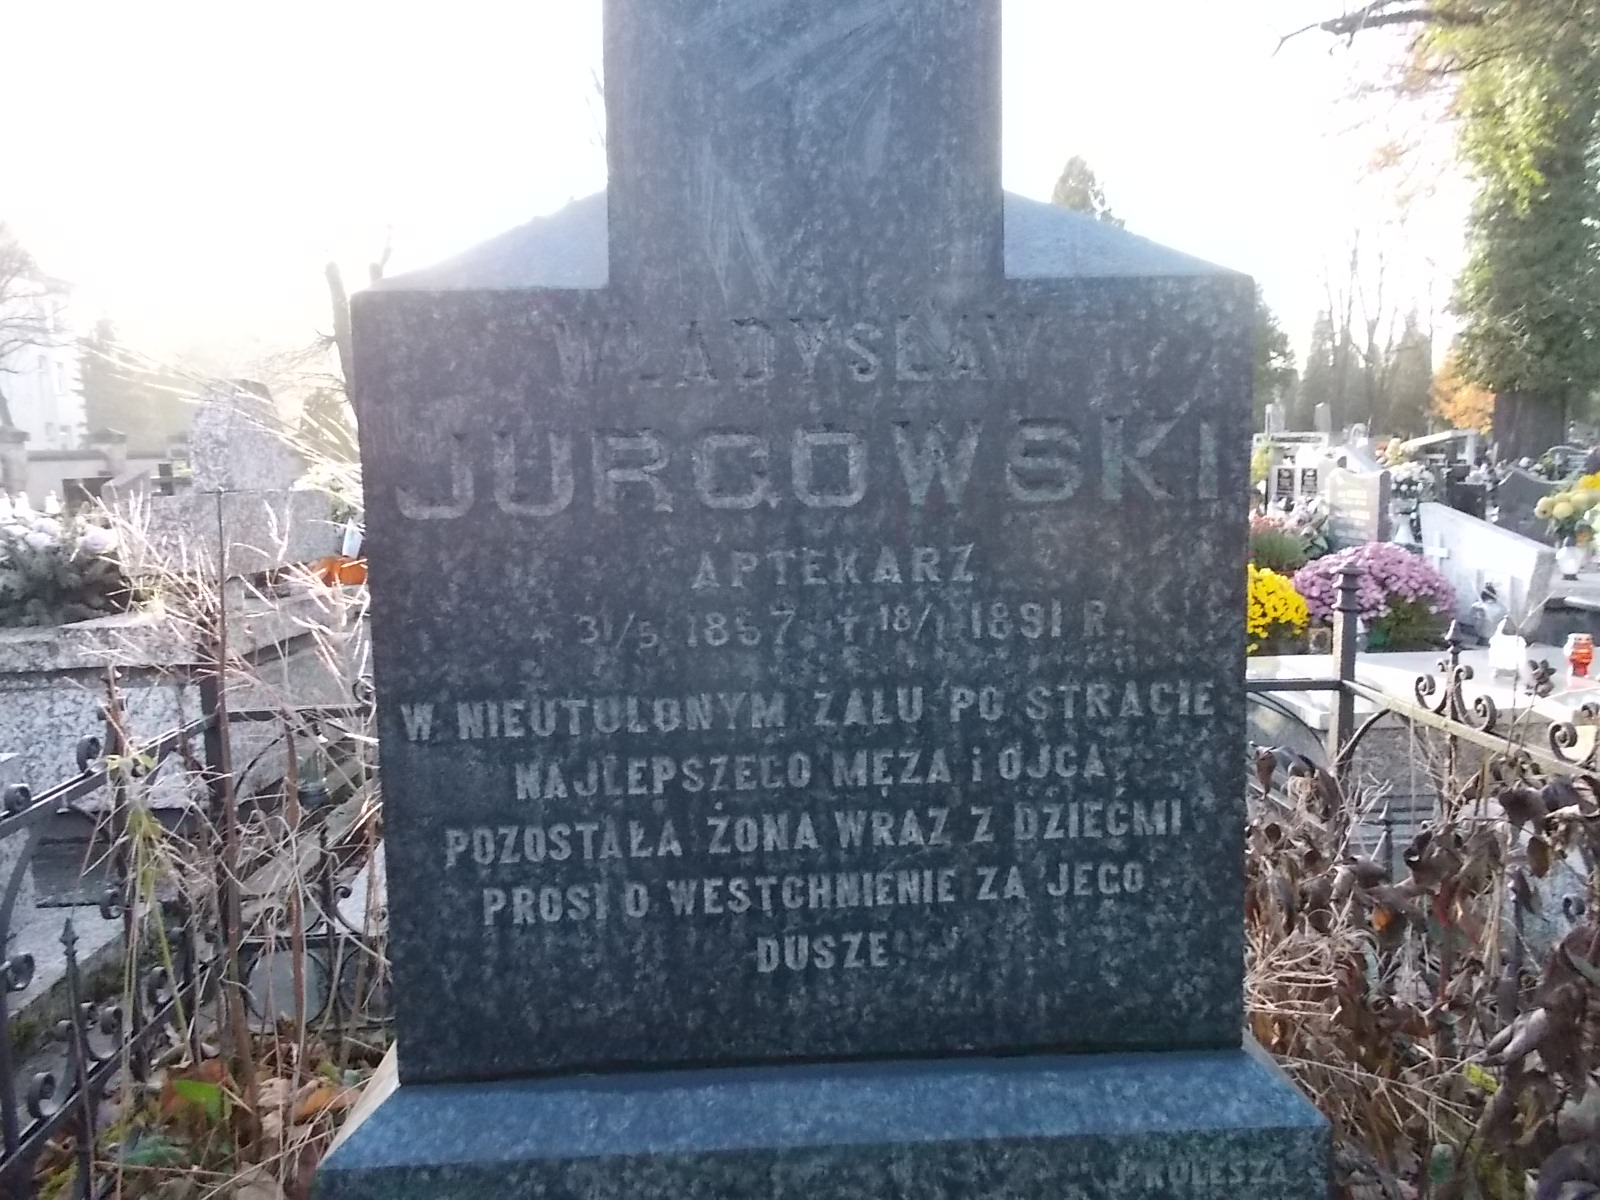 WŁADYSŁAW
JURGOWSKI
APTEKARZ
* 31/5 1857. † 18/1 1891 R.
W NIEUTULONYM ŻALU PO STRACIE
NAJLEPSZEGO MĘŻA i OJCA,
POZOSTAŁA ŻONA WRAZ Z DZIEĆMI
PROSI O WESTCHNIENIE ZA JEGO
DUSZĘ
J. KULESZA